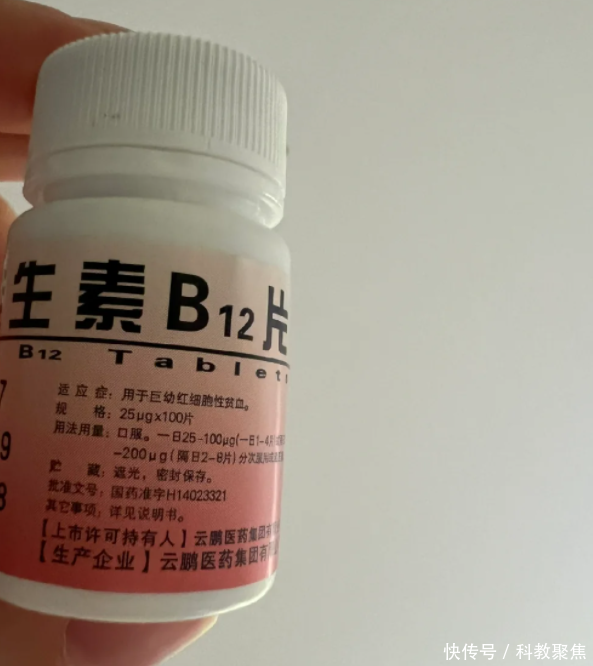 生素B12片
B12 Tablet
适应症：用于巨幼红细胞性贫血。
规格：25μg×100片
用法用量：口服。一日25-100μg(一日1-4片
-200μg(隔日2-8片)分次服用或
贮藏：遮光，密封保存。
批准文号：国药准字H14023321
其它事项：详见说明书。
【上市许可持有人】云鹏医药集团有
【生产企业】云鹏医药集团有
7
9
8
快传号/科教聚焦